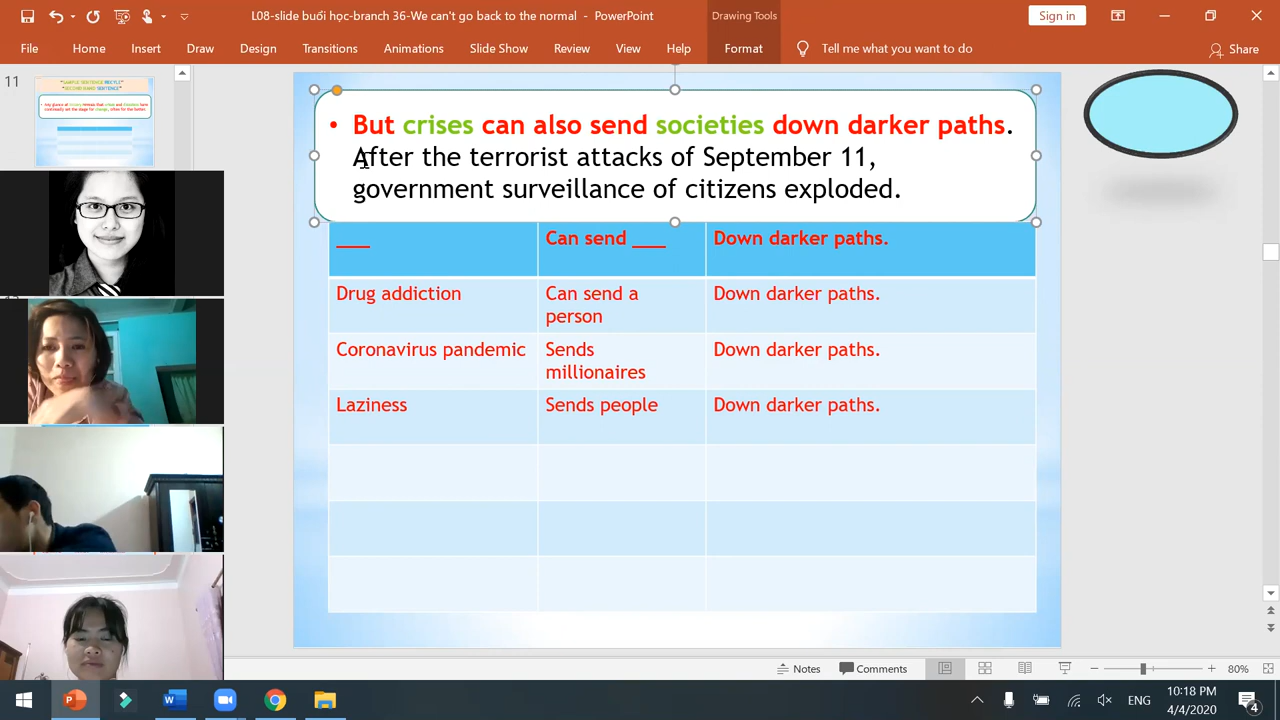 L08-slide buổi học-branch 36-We can't go back to the normal - PowerPoint
Drawing Tools
Sign in
File Home Insert Draw Design Transitions Animations Slide Show Review View Help Format Tell me what you want to do Share
11
• But crises can also send societies down darker paths.
After the terrorist attacks of September 11,
government surveillance of citizens exploded.
___ Can send ___ Down darker paths.
Drug addiction Can send a person Down darker paths.
Coronavirus pandemic Sends millionaires Down darker paths.
Laziness Sends people Down darker paths.
Notes Comments 80%
ENG
10:18 PM
4/4/2020
4